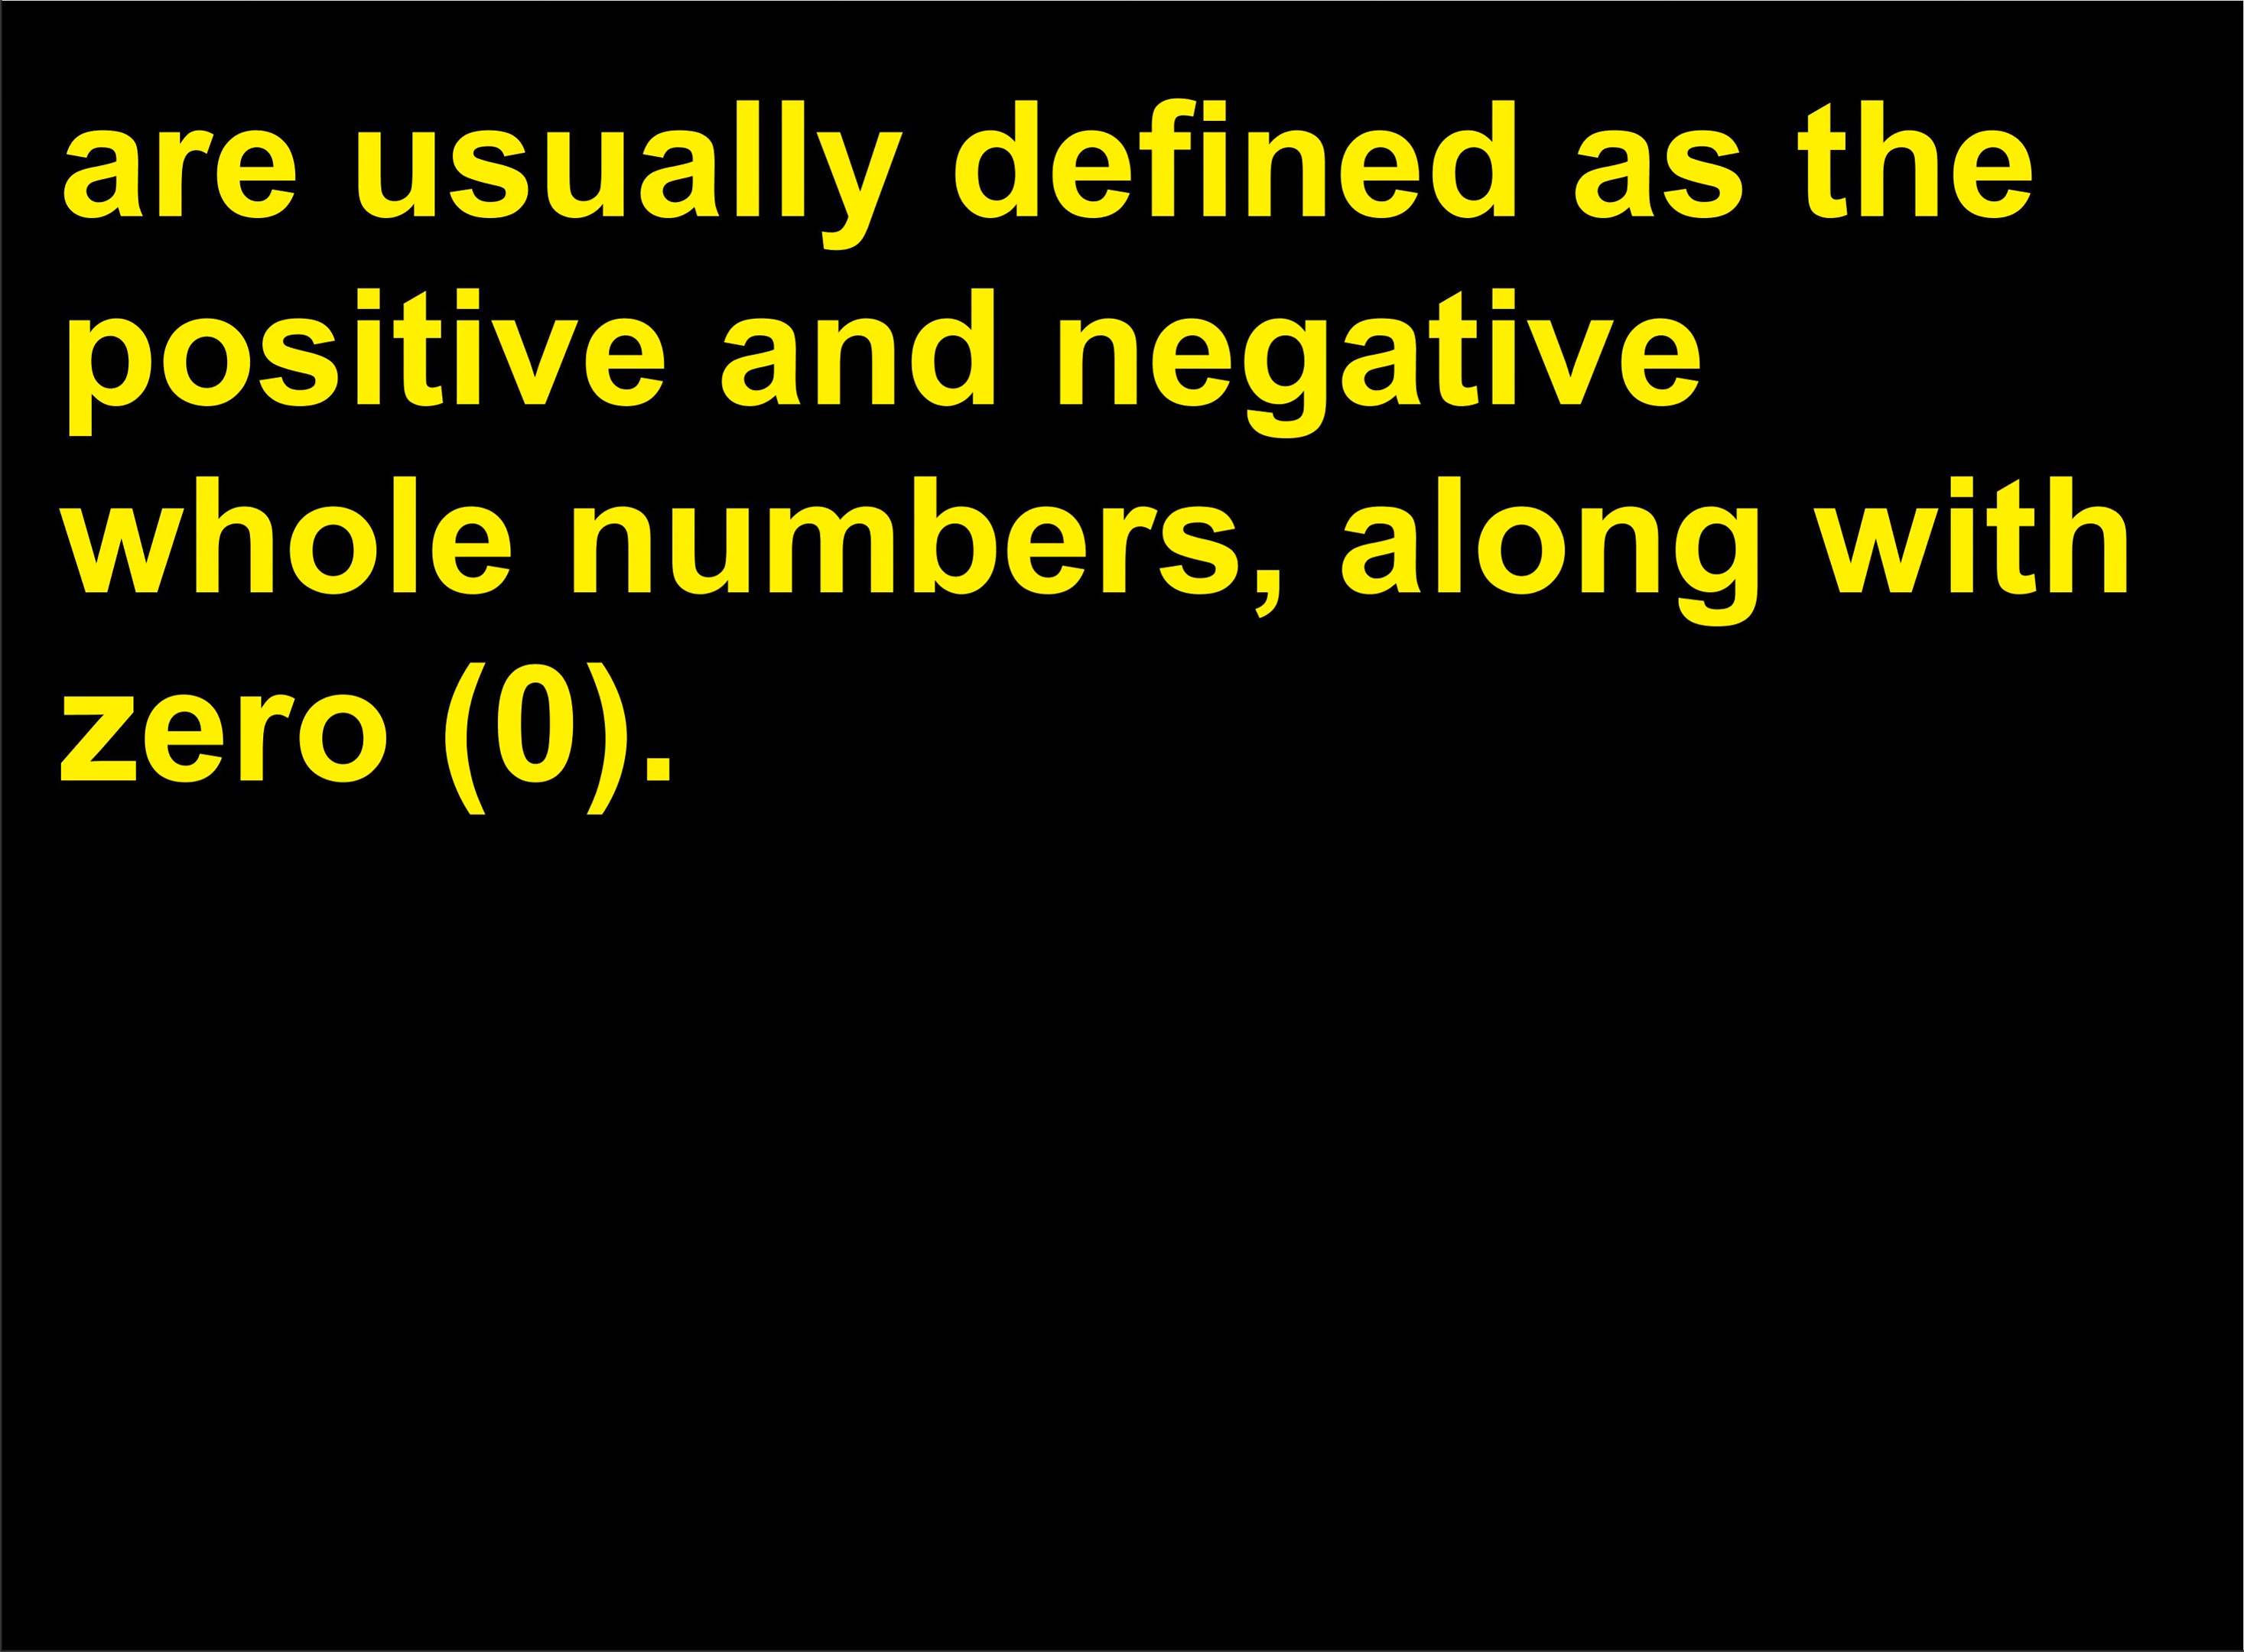 are usually defined as the
positive and negative
whole numbers, along with
zero (0).